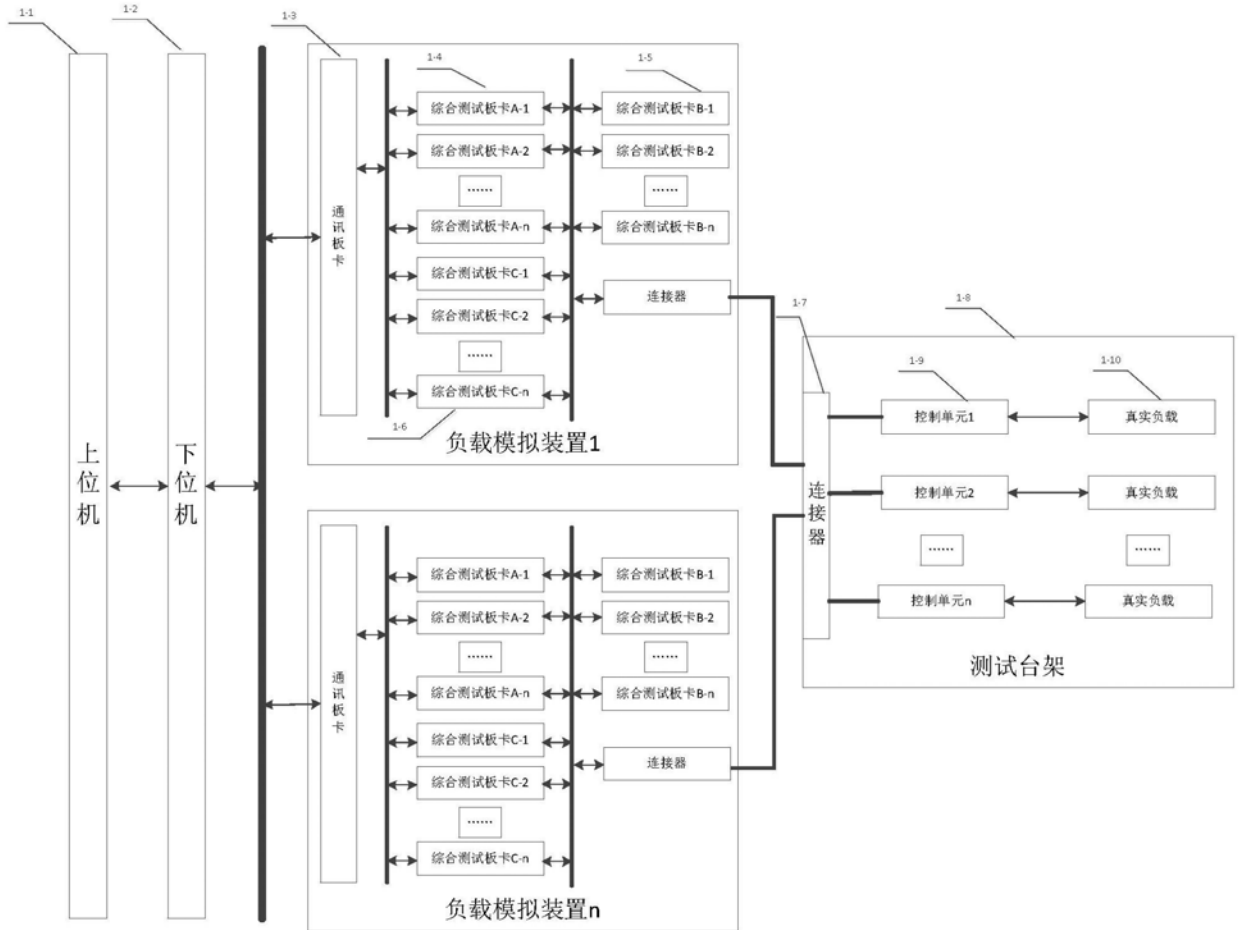 1-1
1-2
上位机
下位机
1-3
1-4
1-5
通讯板卡
综合测试板卡A-1
综合测试板卡B-1
综合测试板卡A-2
综合测试板卡B-2
......
......
综合测试板卡A-n
综合测试板卡B-n
综合测试板卡C-1
连接器
综合测试板卡C-2
......
综合测试板卡C-n
1-6
负载模拟装置1
通讯板卡
综合测试板卡A-1
综合测试板卡B-1
综合测试板卡A-2
综合测试板卡B-2
......
......
综合测试板卡A-n
综合测试板卡B-n
综合测试板卡C-1
连接器
综合测试板卡C-2
......
综合测试板卡C-n
负载模拟装置n
1-7
1-8
1-9
1-10
连接器
控制单元1
真实负载
控制单元2
真实负载
......
......
控制单元n
真实负载
测试台架